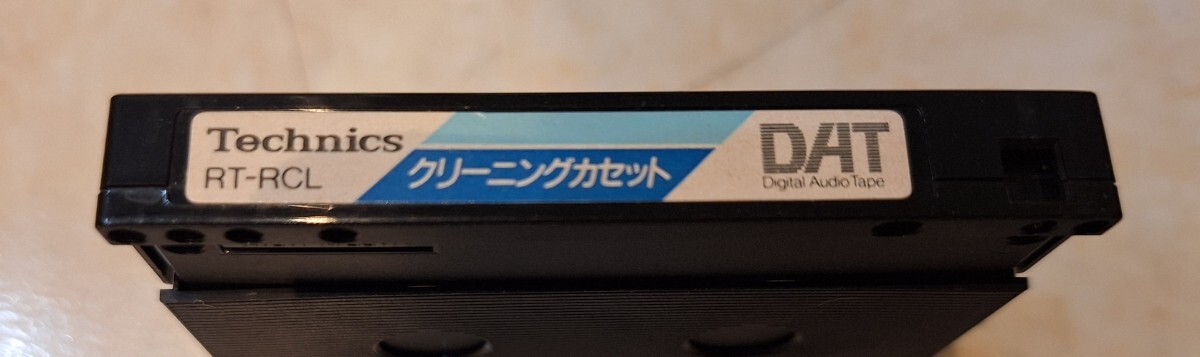 Technics
RT-RCL
クリーニングカセット
DAT
Digital Audio Tape